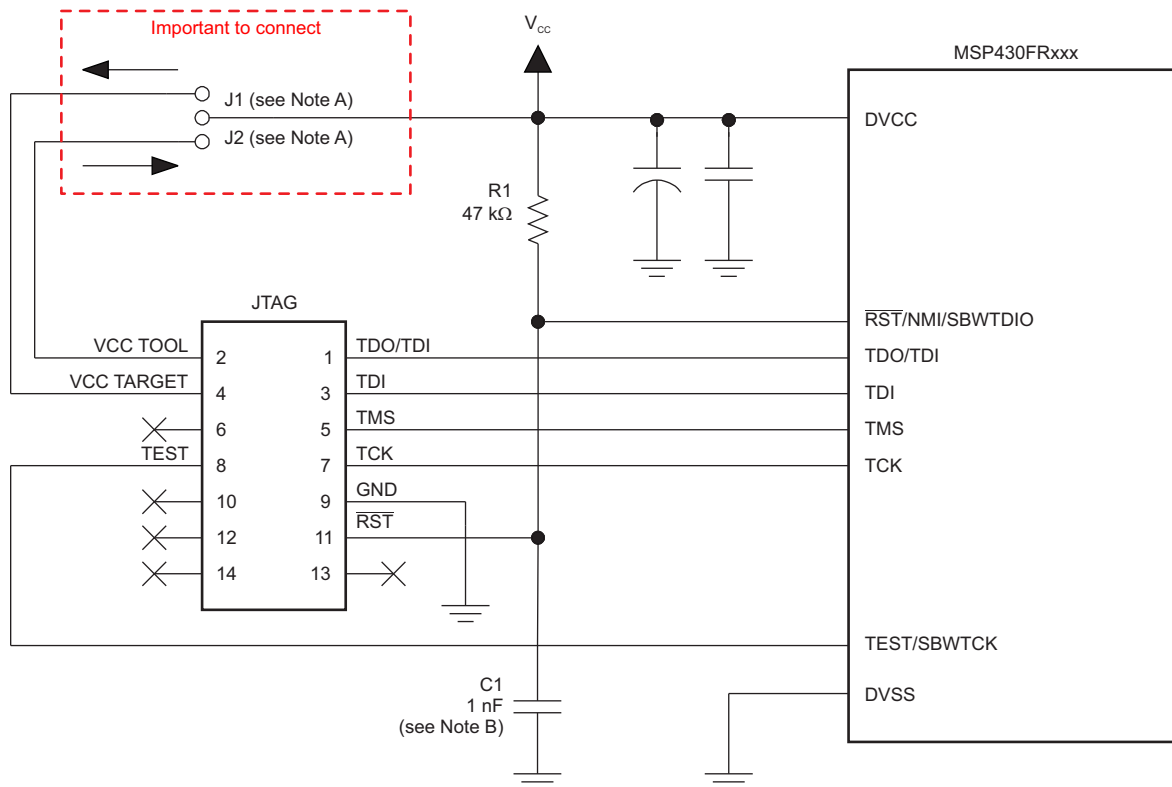 Important to connect
VCC
MSP430FRxxx
J1 (see Note A)
J2 (see Note A)
DVCC
R1
47 kΩ
JTAG
RST/NMI/SBWTDIO
VCC TOOL
2
1
TDO/TDI
TDO/TDI
VCC TARGET
4
3
TDI
TDI
6
5
TMS
TMS
TEST
8
7
TCK
TCK
10
9
GND
12
11
RST
14
13
TEST/SBWTCK
C1
1 nF
(see Note B)
DVSS